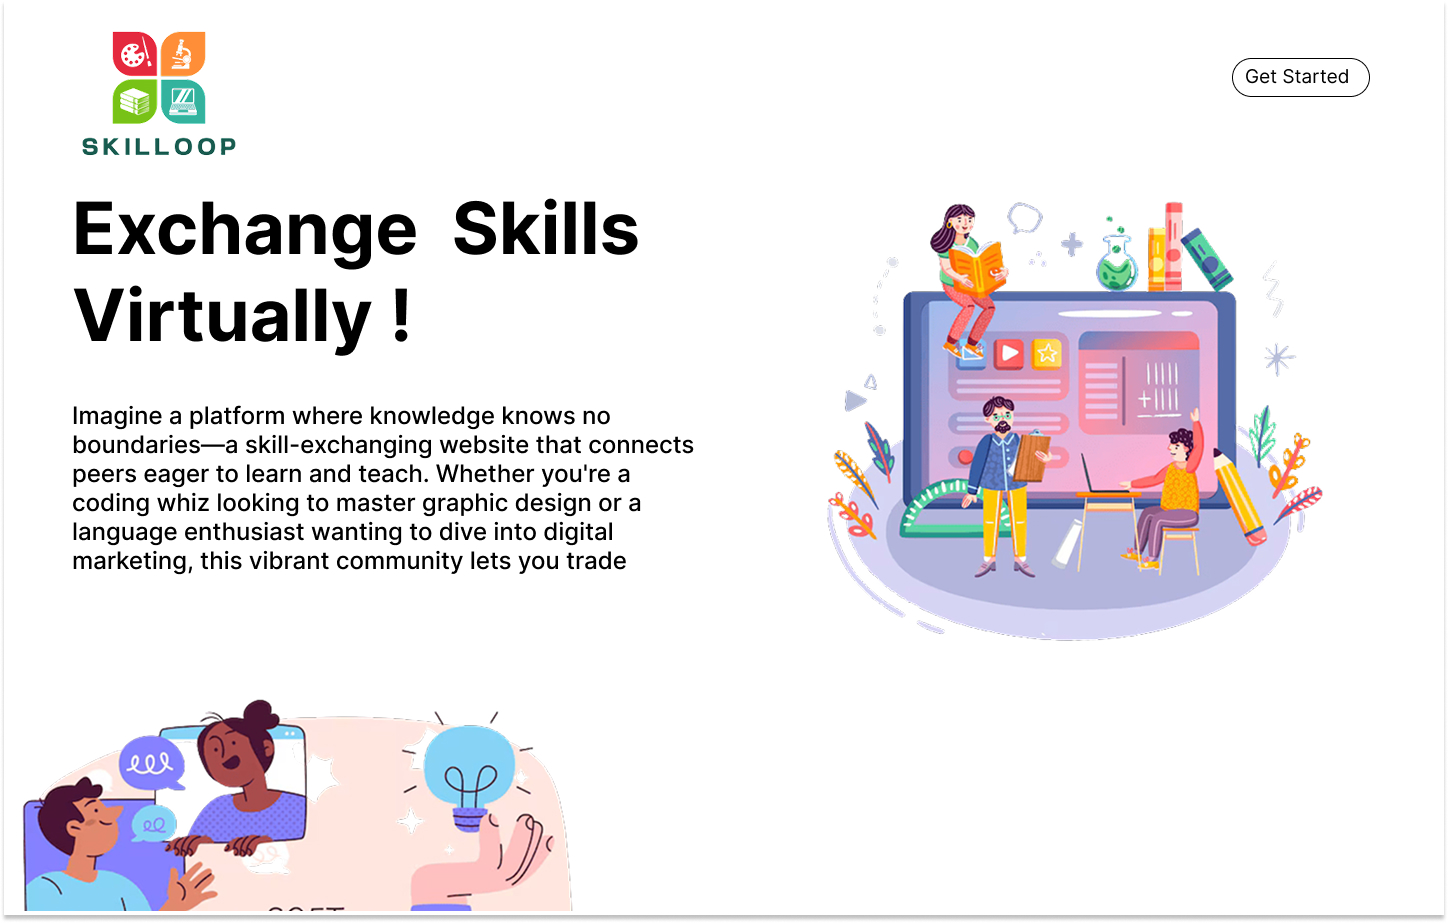 SKILLOOP
Get Started
Exchange Skills
Virtually !
Imagine a platform where knowledge knows no
boundaries—a skill-exchanging website that connects
peers eager to learn and teach. Whether you're a
coding whiz looking to master graphic design or a
language enthusiast wanting to dive into digital
marketing, this vibrant community lets you trade